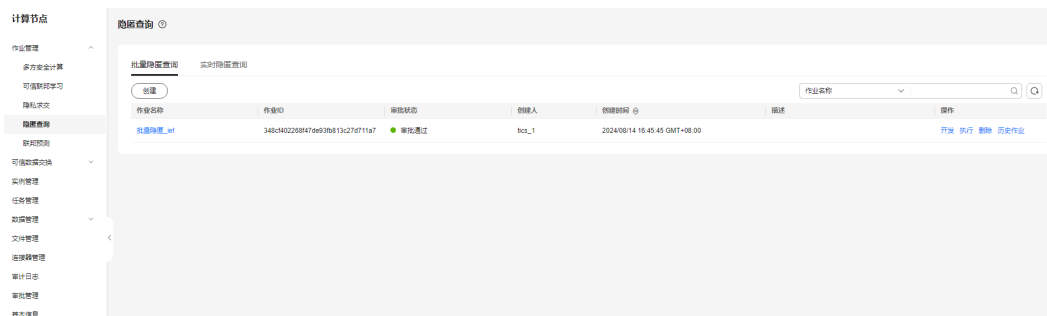 计算节点
作业管理
多方安全计算
可信联邦学习
隐私求交
隐匿查询
联邦预测
可信数据交换
实例管理
任务管理
数据管理
文件管理
连接器管理
审计日志
审批管理
基本信息
隐匿查询
批量隐匿查询 实时隐匿查询
创建 作业名称
作业名称 作业ID 审批状态 创建人 创建时间 描述 操作
批量隐匿_ief 348cf402268f47de93fb813c27d711a7 审批通过 tics_1 2024/08/14 16:45:45 GMT+08:00 开发 执行 删除 历史作业